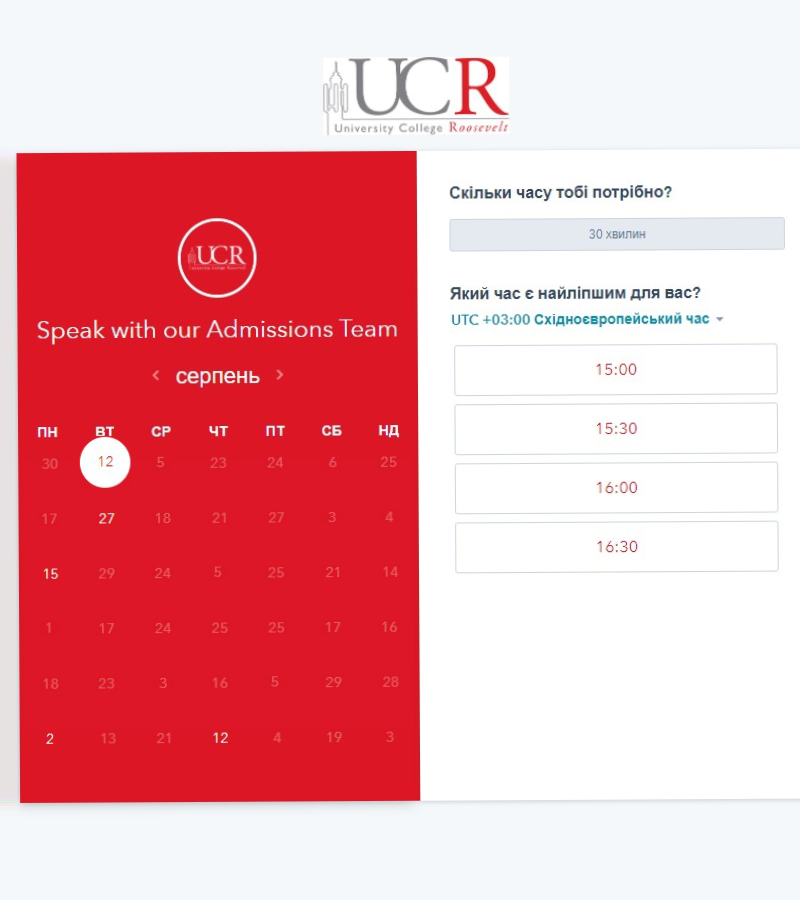 UCR
University College Roosevelt
UCR
Speak with our Admissions Team
серпень
ПН ВТ СР ЧТ ПТ СБ НД
30 12 5 23 24 6 25
17 27 18 21 27 3 4
15 29 24 5 25 21 14
1 17 24 25 25 17 16
18 23 3 16 5 29 28
2 13 21 12 4 19 3
Скільки часу тобі потрібно?
30 хвилин
Який час є найліпшим для вас?
UTC +03:00 Східноєвропейський час
15:00
15:30
16:00
16:30